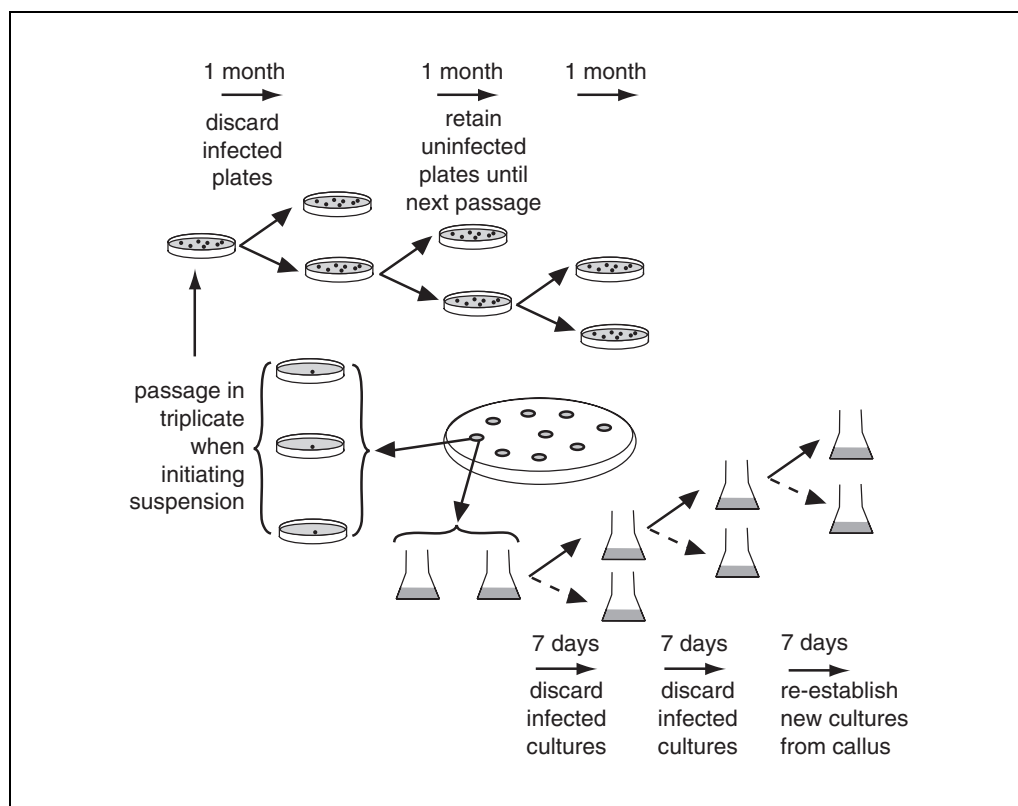 1 month
discard
infected
plates
1 month
retain
uninfected
plates until
next passage
1 month
passage in
triplicate
when
initiating
suspension
7 days
discard
infected
cultures
7 days
discard
infected
cultures
7 days
re-establish
new cultures
from callus